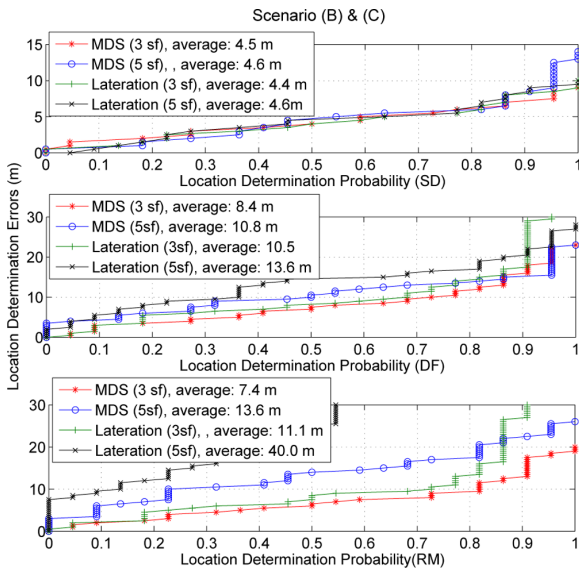 Scenario (B) & (C)
Location Determination Errors (m)
15
10
5
0
MDS (3 sf), average: 4.5 m
MDS (5 sf), , average: 4.6 m
Lateration (3 sf), average: 4.4 m
Lateration (5 sf), average: 4.6m
0 0.1 0.2 0.3 0.4 0.5 0.6 0.7 0.8 0.9 1
Location Determination Probability (SD)
30
20
10
0
MDS (3 sf), average: 8.4 m
MDS (5sf), average: 10.8 m
Lateration (3sf), average: 10.5
Lateration (5sf), average: 13.6 m
0 0.1 0.2 0.3 0.4 0.5 0.6 0.7 0.8 0.9 1
Location Determination Probability (DF)
30
20
10
0
MDS (3 sf), average: 7.4 m
MDS (5sf), average: 13.6 m
Lateration (3sf), , average: 11.1 m
Lateration (5sf), average: 40.0 m
0 0.1 0.2 0.3 0.4 0.5 0.6 0.7 0.8 0.9 1
Location Determination Probability(RM)